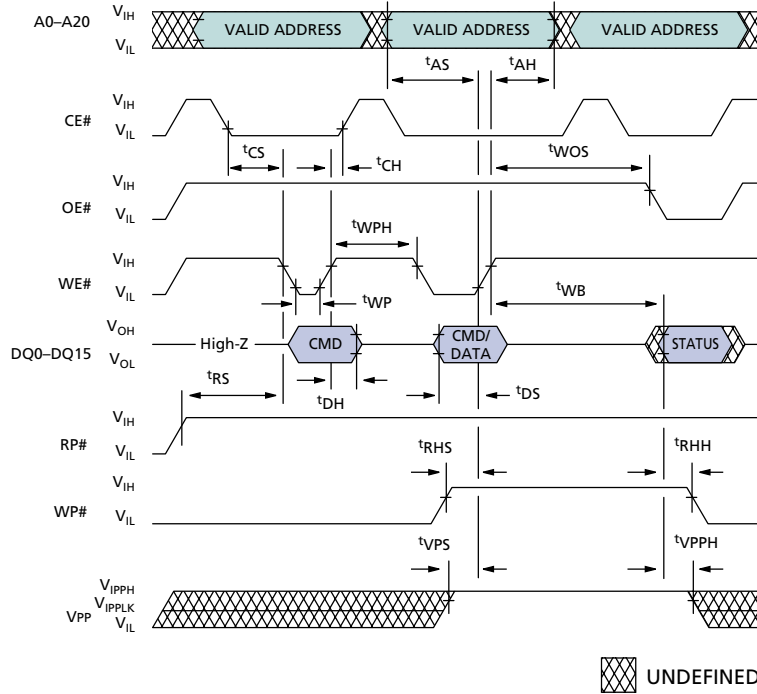 A0–A20
VIH
VIL
VALID ADDRESS
VALID ADDRESS
VALID ADDRESS
tAS
tAH
CE#
VIH
VIL
tCS
tCH
tWOS
OE#
VIH
VIL
tWPH
WE#
VIH
VIL
tWP
tWB
DQ0–DQ15
VOH
VOL
High-Z
CMD
CMD/
DATA
STATUS
tRS
tDH
tDS
RP#
VIH
VIL
tRHS
tRHH
WP#
VIH
VIL
tVPS
tVPPH
VPP
VIPPH
VIPPLK
VIL
UNDEFINED